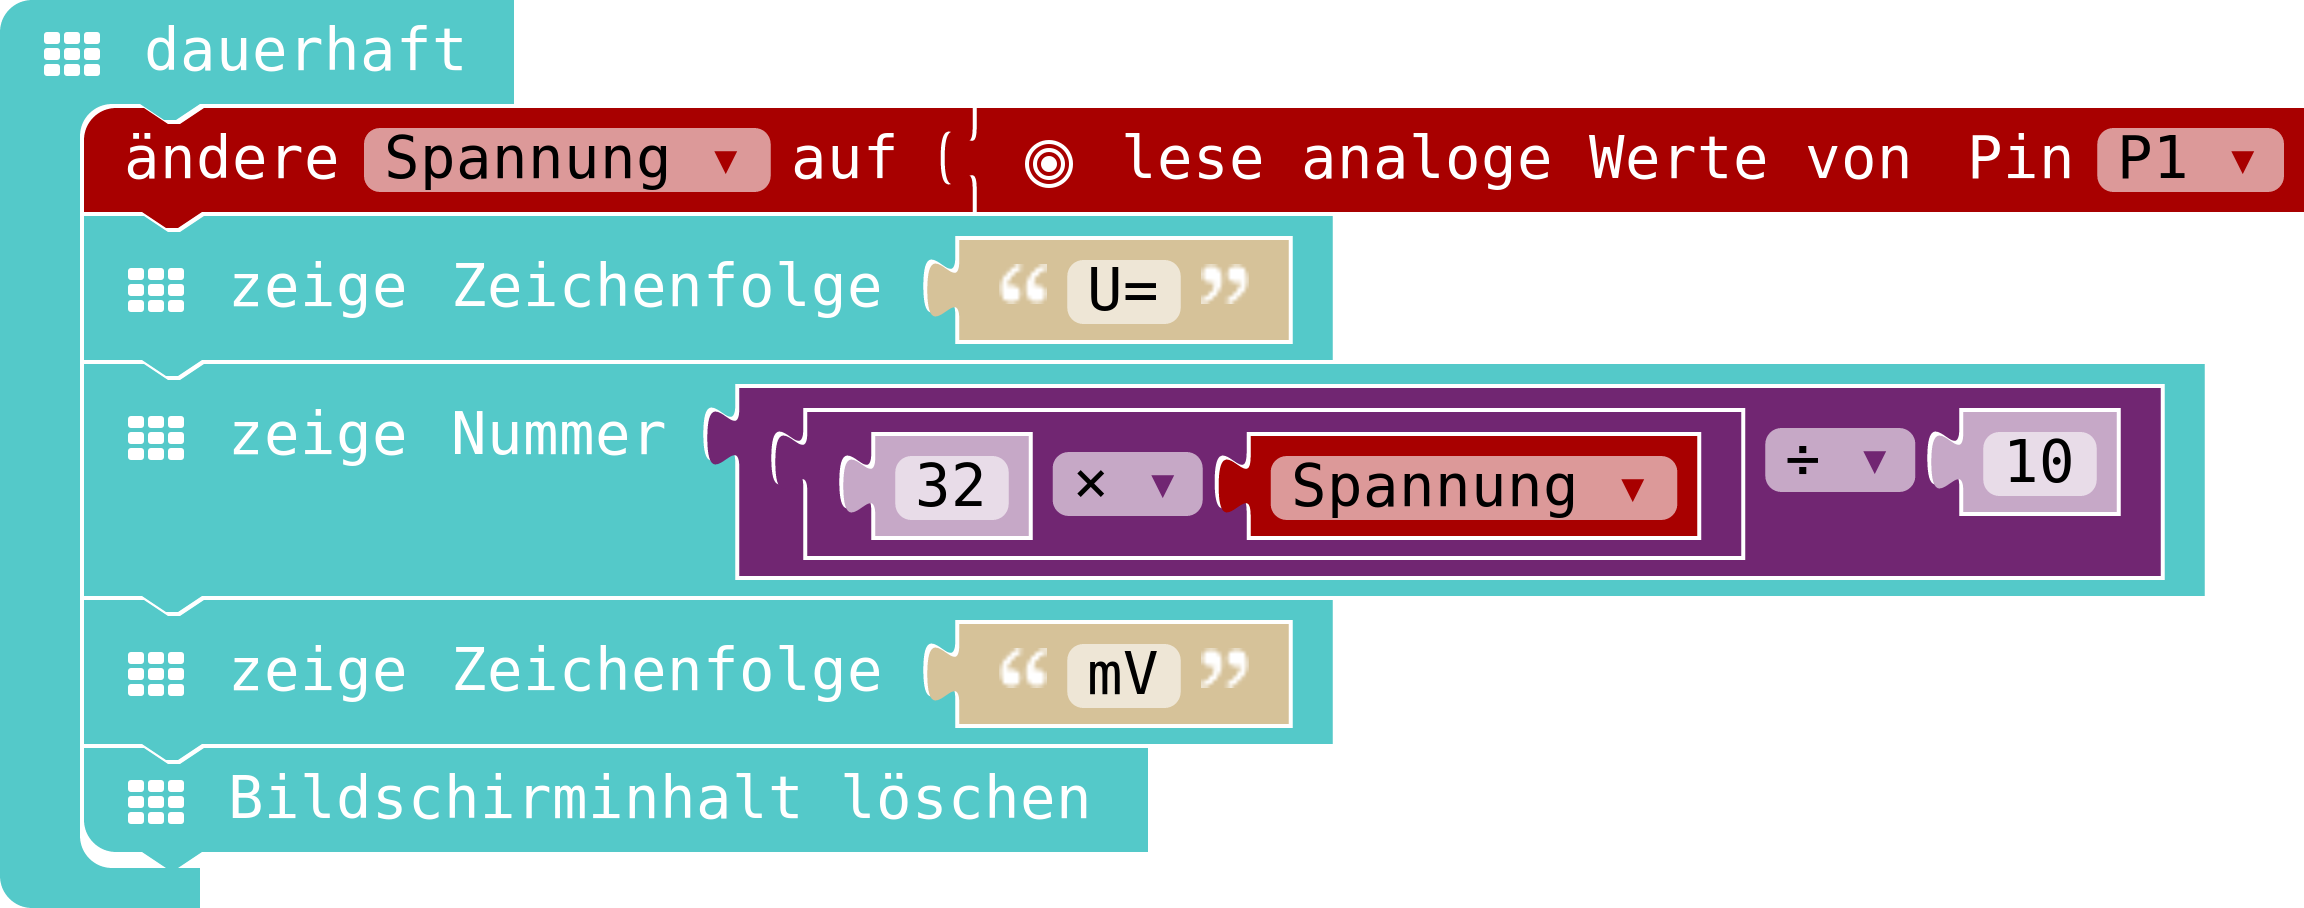 dauerhaft
ändere Spannung ▼ auf lese analoge Werte von Pin P1 ▼
zeige Zeichenfolge “ U= ”
zeige Nummer 32 × ▼ Spannung ▼ ÷ ▼ 10
zeige Zeichenfolge “ mV ”
Bildschirminhalt löschen